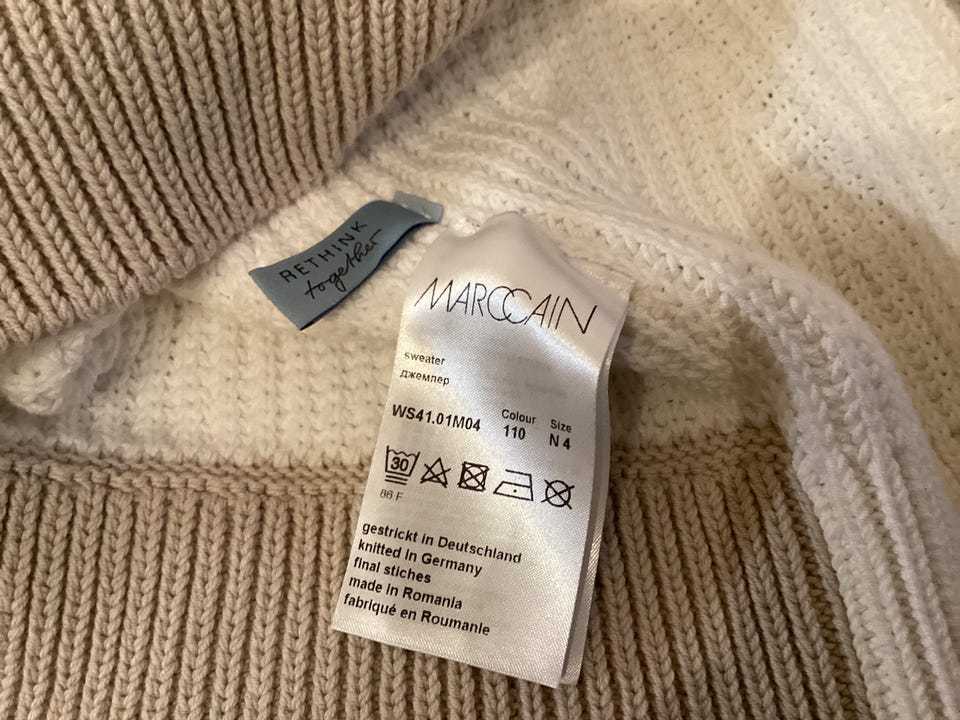 RETHINK
together
MARCCAIN
sweater
джемпер
WS41.01M04 Colour 110 Size N 4
30
86 F
gestrickt in Deutschland
knitted in Germany
final stiches
made in Romania
fabriqué en Roumanie